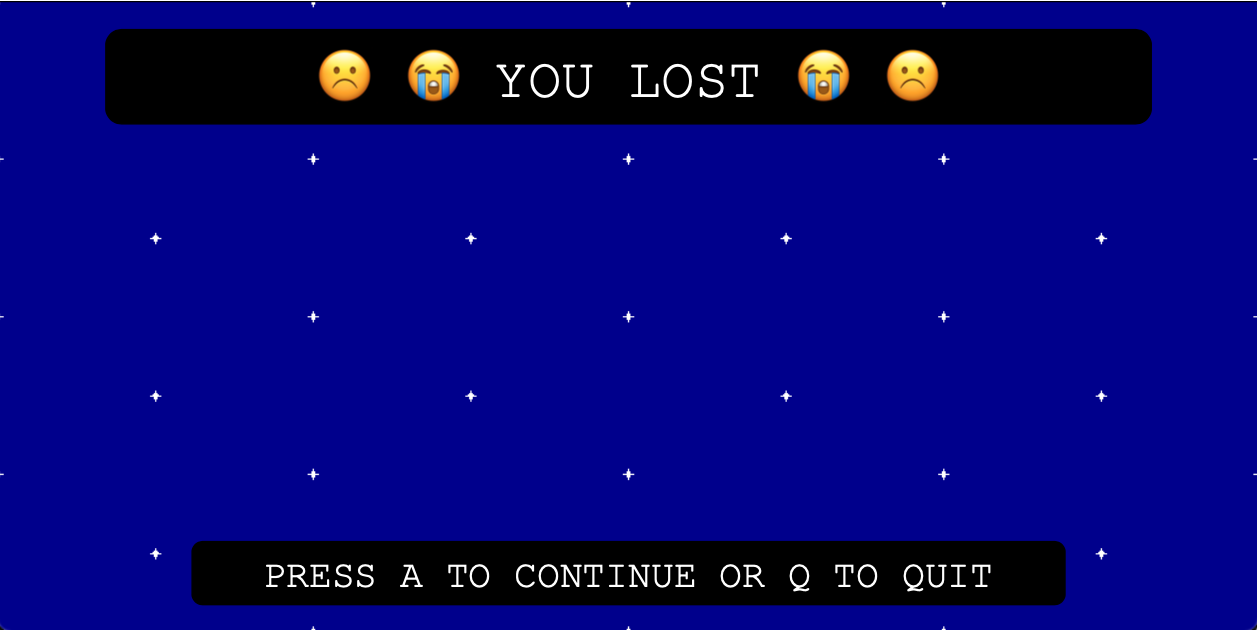 ☹️ 😭 YOU LOST 😭 ☹️
PRESS A TO CONTINUE OR Q TO QUIT